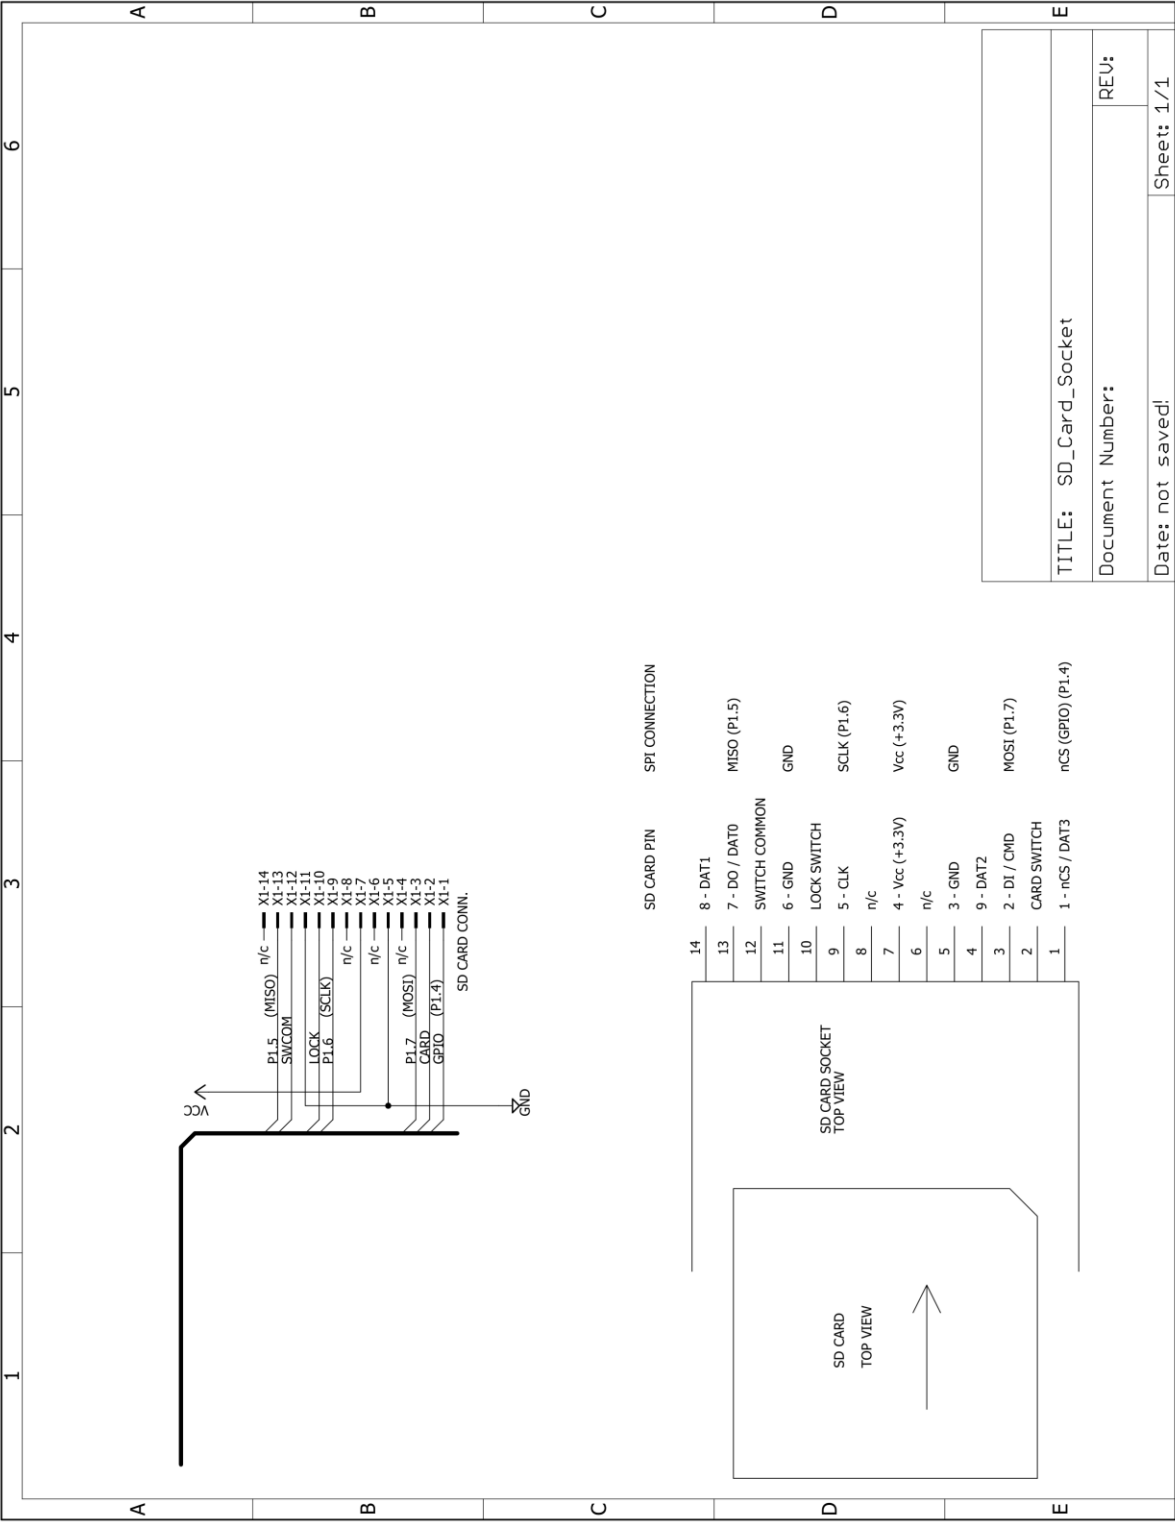 1
2
3
4
5
6
A
A
B
B
C
C
D
D
E
E
VCC
n/c
X1-14
P1.5 (MISO)
X1-13
SWCOM
X1-12
X1-11
LOCK
X1-10
P1.6 (SCLK)
X1-9
n/c
X1-8
X1-7
n/c
X1-6
X1-5
n/c
X1-4
P1.7 (MOSI)
X1-3
CARD
X1-2
GPIO (P1.4)
X1-1
SD CARD CONN.
GND
SD CARD PIN
SPI CONNECTION
14
8 - DAT1
13
7 - DO / DAT0
MISO (P1.5)
12
SWITCH COMMON
11
6 - GND
GND
10
LOCK SWITCH
9
5 - CLK
SCLK (P1.6)
8
n/c
7
4 - Vcc (+3.3V)
Vcc (+3.3V)
6
n/c
5
3 - GND
GND
4
9 - DAT2
3
2 - DI / CMD
MOSI (P1.7)
2
CARD SWITCH
1
1 - nCS / DAT3
nCS (GPIO) (P1.4)
SD CARD SOCKET
TOP VIEW
SD CARD
TOP VIEW
TITLE: SD_Card_Socket
Document Number:
REV:
Date: not saved!
Sheet: 1/1